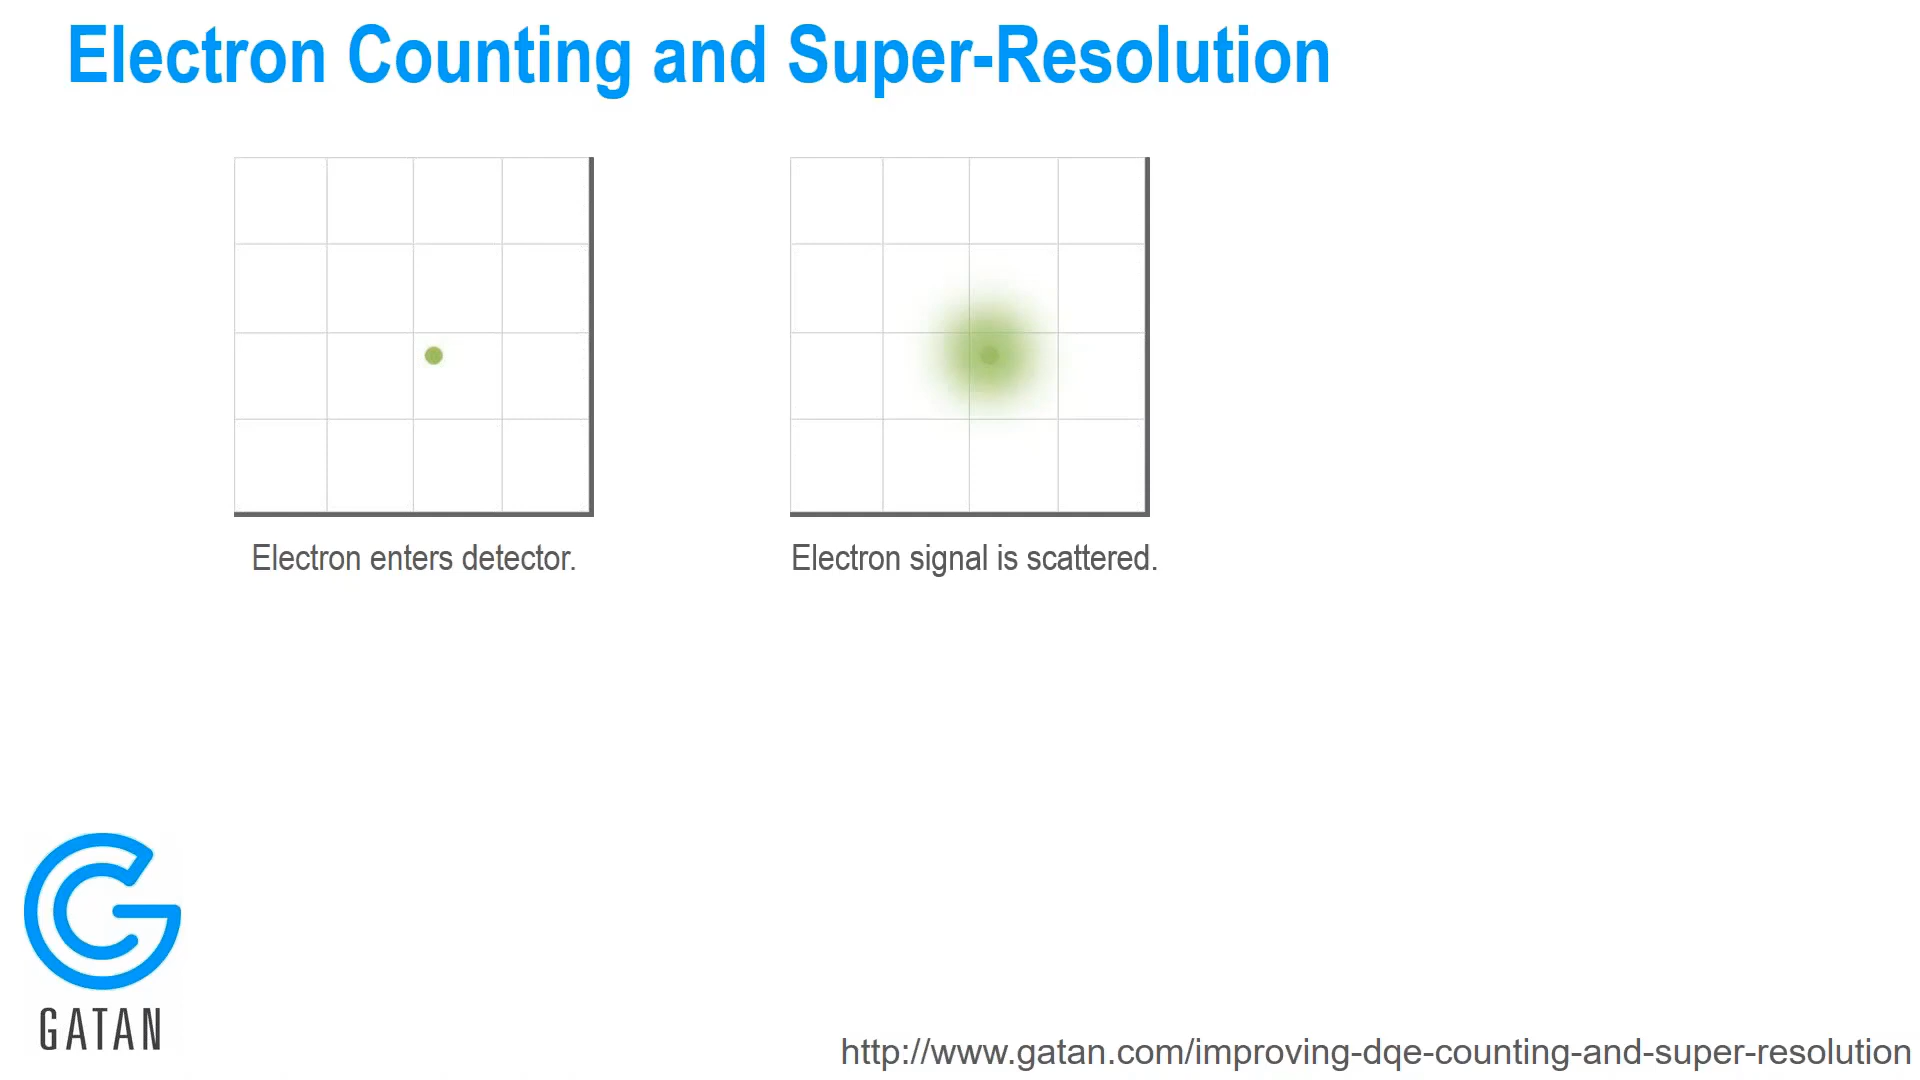 Electron Counting and Super-Resolution
Electron enters detector.
Electron signal is scattered.
GATAN
http://www.gatan.com/improving-dqe-counting-and-super-resolution